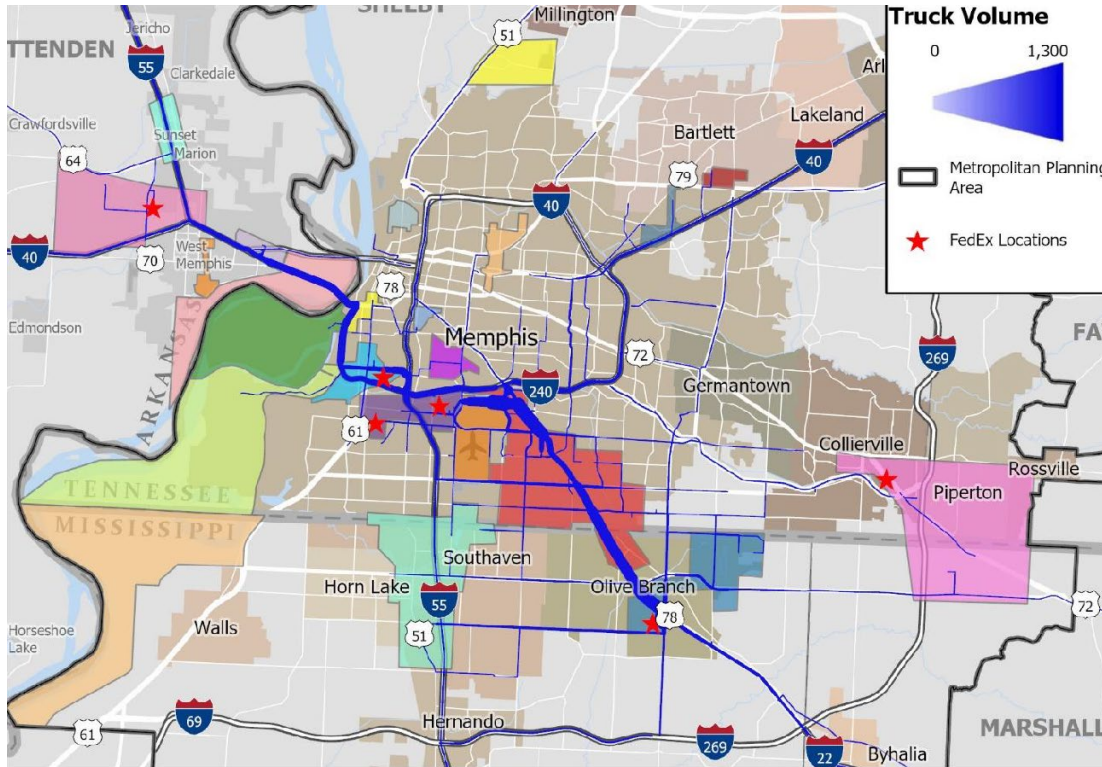 Truck Volume
0 1,300
Metropolitan Planning
Area
FedEx Locations
SHELBY
Millington
51
TTENDEN
Jericho
55
Clarkedale
Crawfordsville
Sunset
Marion
64
40
70
West
Memphis
Edmondson
ARKANSAS
78
Memphis
40
79
Bartlett
Lakeland
Arl
40
72
240
Germantown
269
FA
61
Collierville
Rossville
Piperton
TENNESSEE
MISSISSIPPI
Southaven
Horn Lake
55
51
Olive Branch
78
72
Horseshoe
Lake
Walls
Hernando
61
69
269
22
Byhalia
MARSHALL